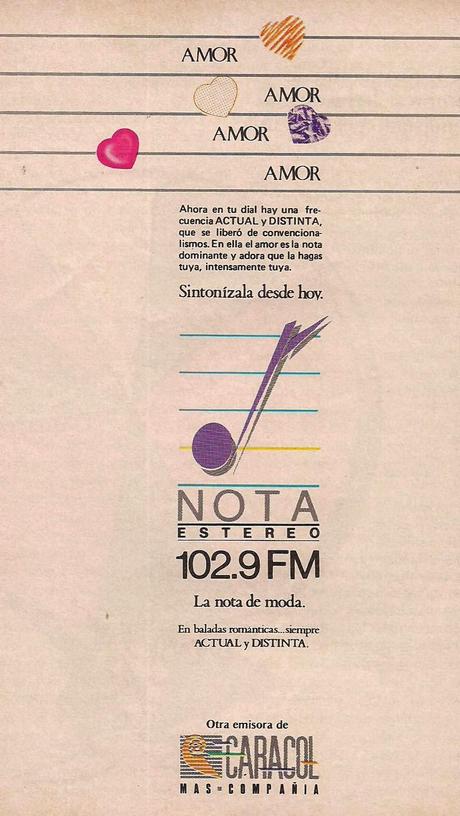 AMOR
AMOR
AMOR
AMOR
Ahora en tu dial hay una fre-
cuencia ACTUAL y DISTINTA,
que se liberó de convenciona-
lismos. En ella el amor es la nota
dominante y adora que la hagas
tuya, intensamente tuya.
Sintonízala desde hoy.
NOTA
ESTEREO
102.9 FM
La nota de moda.
En baladas romanticas...siempre
ACTUAL y DISTINTA.
Otra emisora de
CARACOL
MAS COMPAÑIA